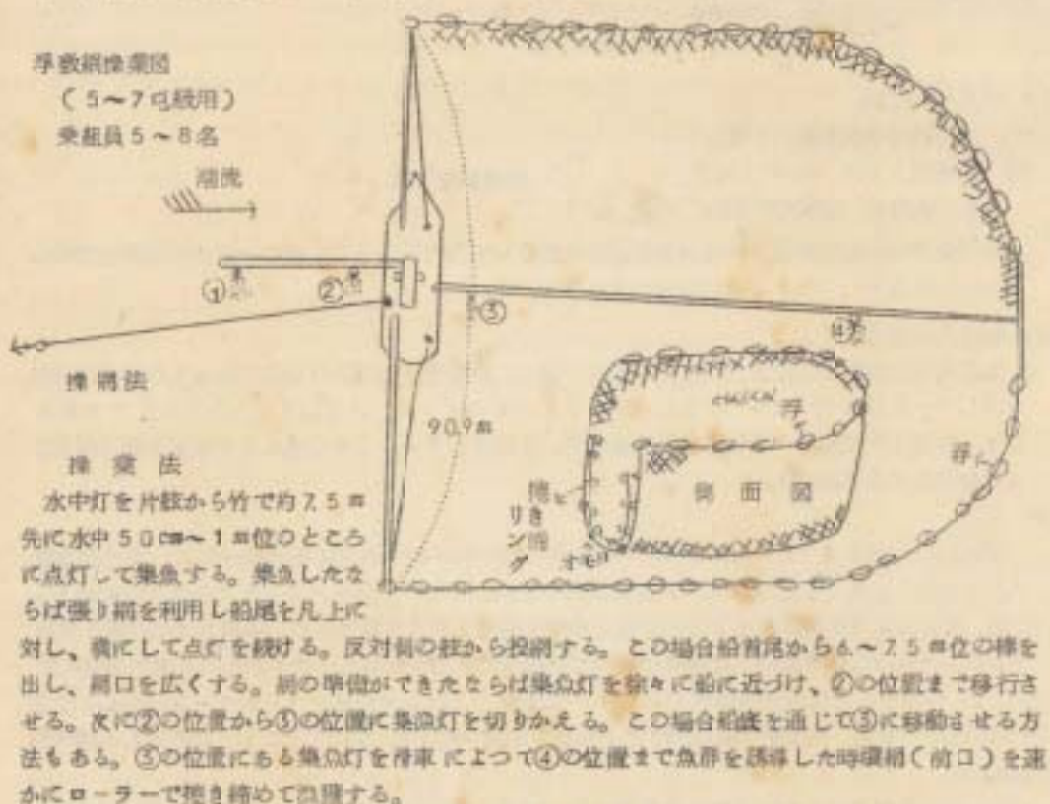 浮敷網操業図
(5〜7屯級用)
乗組員5〜8名
潮流
①
②
③
④
操網法
90.9m
浮
浮
側面図
捲き網
リング
オモリ
操業法
水中灯を片舷から竹で約7.5m
先に水中50cm〜1m位のところ
に点灯して集魚する。集魚したな
らば張り網を利用し船尾を凡上に
対し、横にして点灯を続ける。反対側の舷から投網する。この場合船首尾から6.〜7.5m位の棒を
出し、網口を広くする。網の準備ができたならば集魚灯を徐々に船に近づけ、②の位置まで移行さ
せる。次に②の位置から③の位置に集漁灯を切りかえる。この場合船底を通じて③に移動させる方
法もある。③の位置にある集魚灯を滑車によつて④の位置まで魚群を誘導した時環綱(前口)を速
かにローラーで捲き締めて漁獲する。